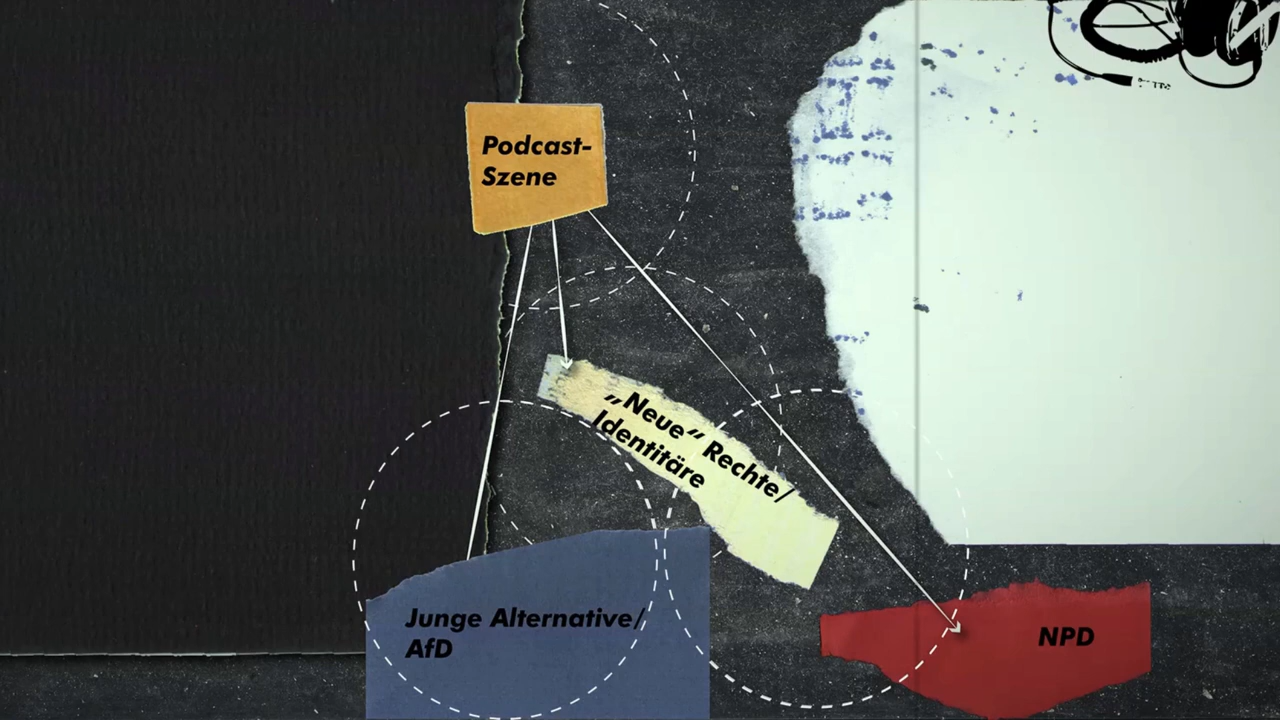 Podcast-
Szene
„Neue“ Rechte/
Identitäre
Junge Alternative/
AfD
NPD